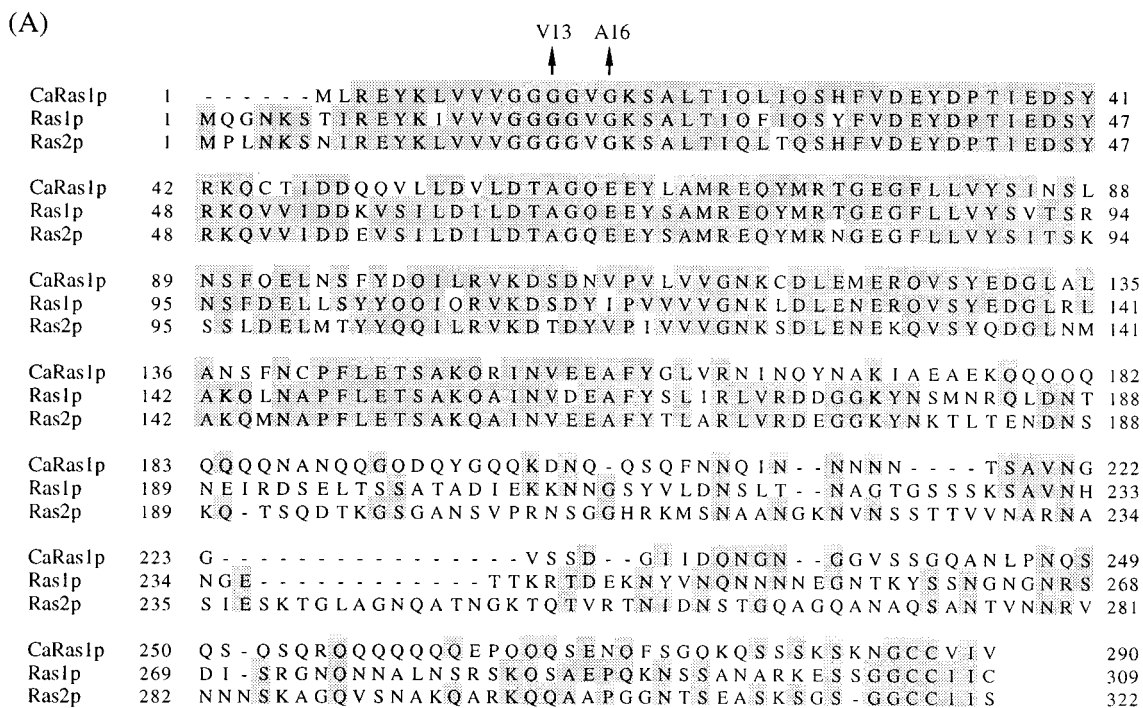 (A)
V13 A16
CaRas1p 1 - - - - - - M L R E Y K L V V V G G G G V G K S A L T I Q L I Q S H F V D E Y D P T I E D S Y 41
Ras1p 1 M Q G N K S T I R E Y K I V V V G G G G V G K S A L T I Q F I Q S Y F V D E Y D P T I E D S Y 47
Ras2p 1 M P L N K S N I R E Y K L V V V G G G G V G K S A L T I Q L T Q S H F V D E Y D P T I E D S Y 47
CaRas1p 42 R K Q C T I D D Q Q V L L D V L D T A G Q E E Y L A M R E Q Y M R T G E G F L L V Y S I N S L 88
Ras1p 48 R K Q V V I D D K V S I L D I L D T A G Q E E Y S A M R E Q Y M R T G E G F L L V Y S V T S R 94
Ras2p 48 R K Q V V I D D E V S I L D I L D T A G Q E E Y S A M R E Q Y M R N G E G F L L V Y S I T S K 94
CaRas1p 89 N S F Q E L N S F Y D Q I L R V K D S D N V P V L V V G N K C D L E M E R Q V S Y E D G L A L 135
Ras1p 95 N S F D E L L S Y Y Q Q I Q R V K D S D Y I P V V V V G N K L D L E N E R Q V S Y E D G L R L 141
Ras2p 95 S S L D E L M T Y Y Q Q I L R V K D T D Y V P I V V V G N K S D L E N E K Q V S Y Q D G L N M 141
CaRas1p 136 A N S F N C P F L E T S A K Q R I N V E E A F Y G L V R N I N Q Y N A K I A E A E K Q Q Q Q Q 182
Ras1p 142 A K Q L N A P F L E T S A K Q A I N V D E A F Y S L I R L V R D D G G K Y N S M N R Q L D N T 188
Ras2p 142 A K Q M N A P F L E T S A K Q A I N V E E A F Y T L A R L V R D E G G K Y N K T L T E N D N S 188
CaRas1p 183 Q Q Q Q N A N Q Q G Q D Q Y G Q Q K D N Q - Q S Q F N N Q I N - - N N N N - - - - T S A V N G 222
Ras1p 189 N E I R D S E L T S S A T A D I E K K N N G S Y V L D N S L T - - N A G T G S S S K S A V N H 233
Ras2p 189 K Q - T S Q D T K G S G A N S V P R N S G G H R K M S N A A N G K N V N S S T T V V N A R N A 234
CaRas1p 223 G - - - - - - - - - - - - - - - - V S S D - - G I I D Q N G N - - G G V S S G Q A N L P N Q S 249
Ras1p 234 N G E - - - - - - - - - - - - T T K R T D E K N Y V N Q N N N N E G N T K Y S S N G N G N R S 268
Ras2p 235 S I E S K T G L A G N Q A T N G K T Q T V R T N I D N S T G Q A G Q A N A Q S A N T V N N R V 281
CaRas1p 250 Q S - Q S Q R Q Q Q Q Q Q Q E P Q Q Q S E N Q F S G Q K Q S S S K S K N G C C V I V 290
Ras1p 269 D I - S R G N Q N N A L N S R S K Q S A E P Q K N S S A N A R K E S S G G C C I I C 309
Ras2p 282 N N N S K A G Q V S N A K Q A R K Q Q A A P G G N T S E A S K S G S - G G C C I I S 322